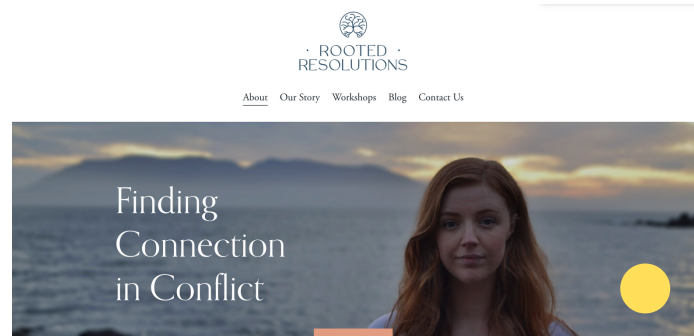 · ROOTED ·
RESOLUTIONS
About Our Story Workshops Blog Contact Us
Finding
Connection
in Conflict